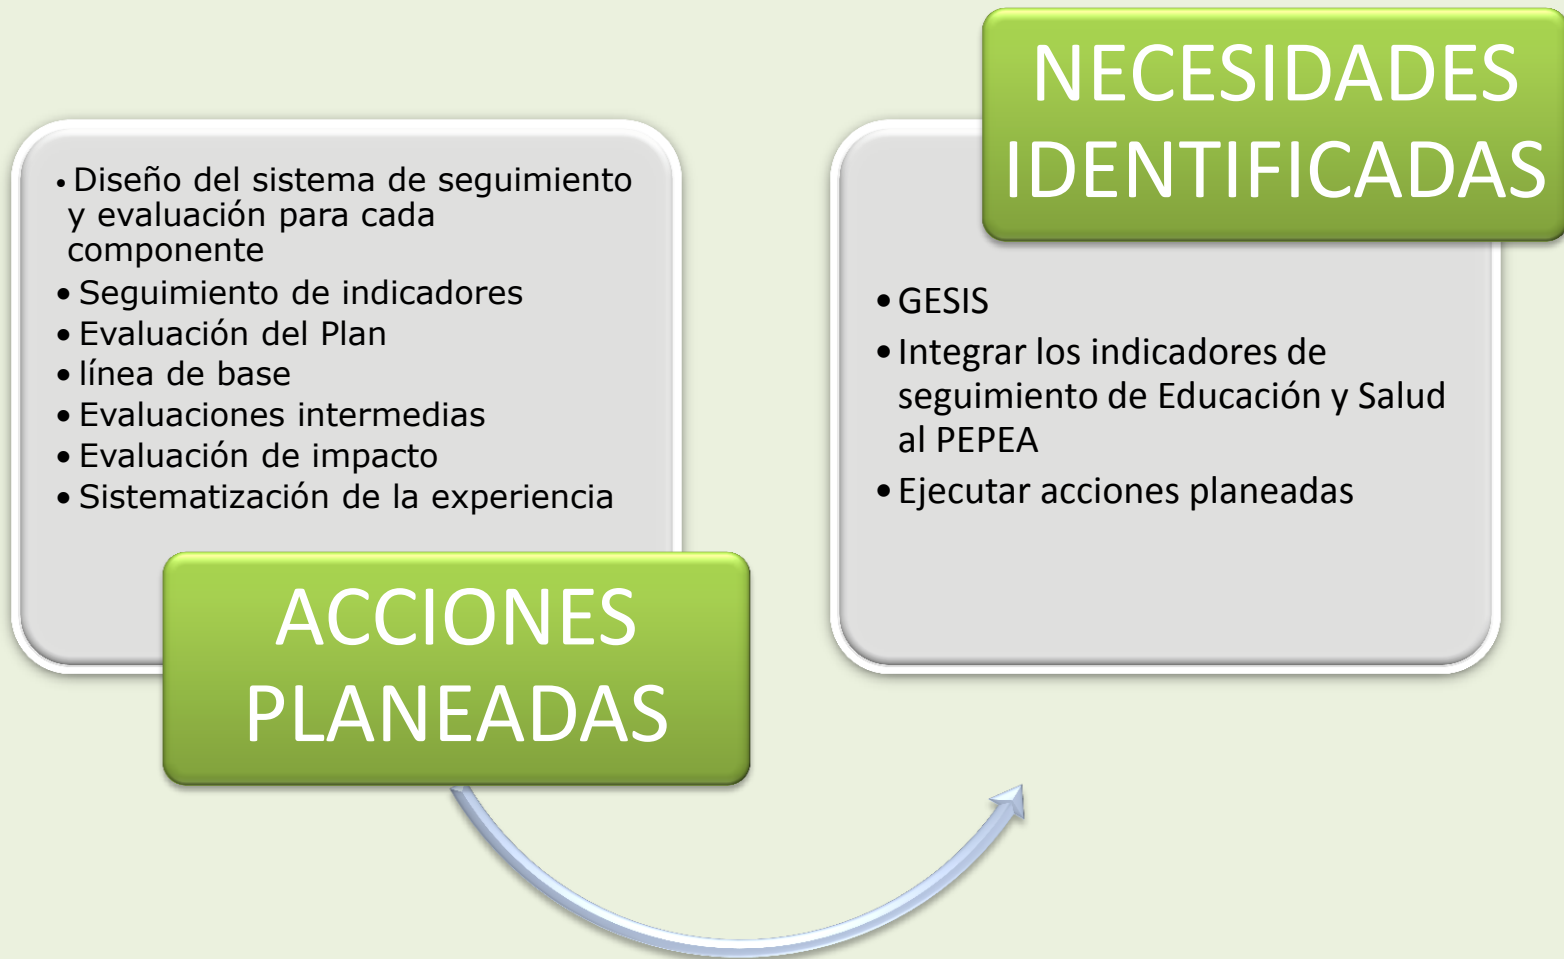 • Diseño del sistema de seguimiento
y evaluación para cada
componente
• Seguimiento de indicadores
• Evaluación del Plan
• línea de base
• Evaluaciones intermedias
• Evaluación de impacto
• Sistematización de la experiencia
ACCIONES
PLANEADAS
NECESIDADES
IDENTIFICADAS
• GESIS
• Integrar los indicadores de
seguimiento de Educación y Salud
al PEPEA
• Ejecutar acciones planeadas